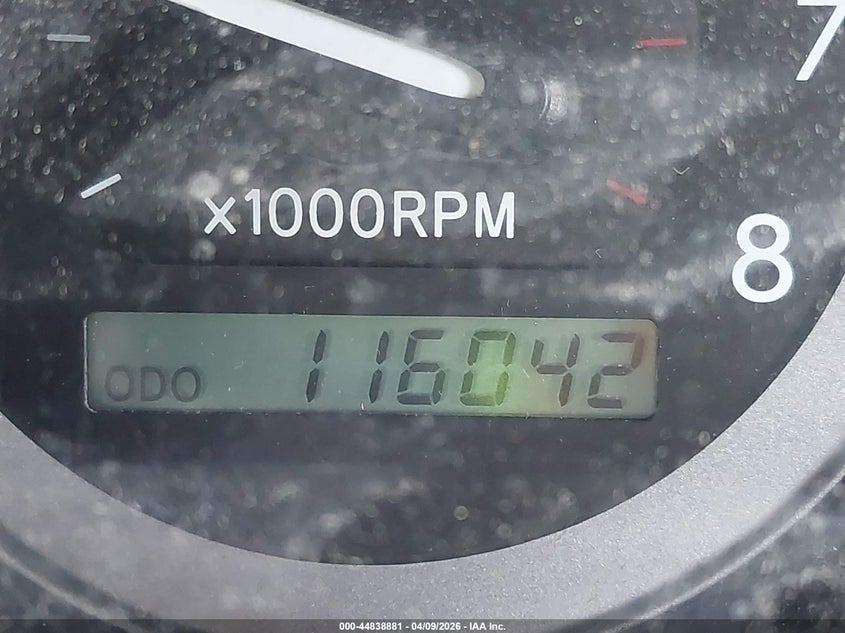 7
x1000RPM
8
ODO 116042
000-44838881 - 04/09/2026 - IAA Inc.